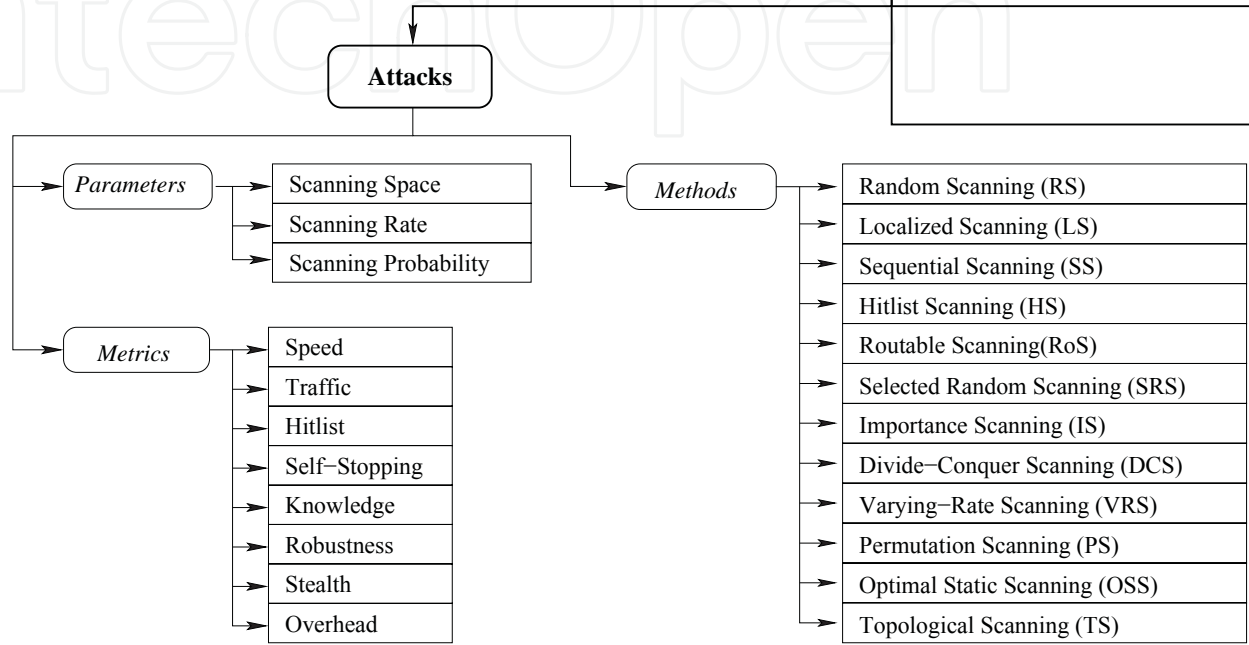 ntechOpen
Attacks
Parameters
Scanning Space
Scanning Rate
Scanning Probability
Metrics
Speed
Traffic
Hitlist
Self−Stopping
Knowledge
Robustness
Stealth
Overhead
Methods
Random Scanning (RS)
Localized Scanning (LS)
Sequential Scanning (SS)
Hitlist Scanning (HS)
Routable Scanning(RoS)
Selected Random Scanning (SRS)
Importance Scanning (IS)
Divide−Conquer Scanning (DCS)
Varying−Rate Scanning (VRS)
Permutation Scanning (PS)
Optimal Static Scanning (OSS)
Topological Scanning (TS)